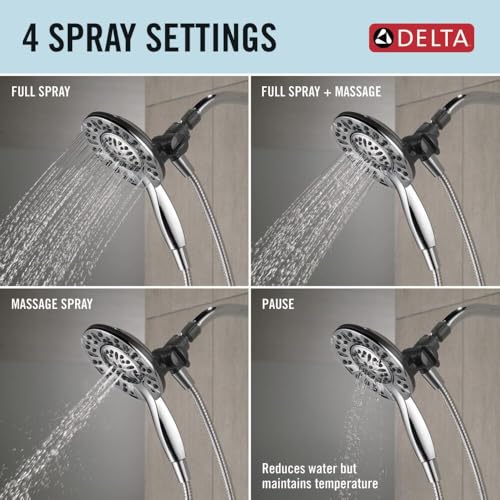 4 SPRAY SETTINGS
DELTA
FULL SPRAY
FULL SPRAY + MASSAGE
MASSAGE SPRAY
PAUSE
Reduces water but
maintains temperature